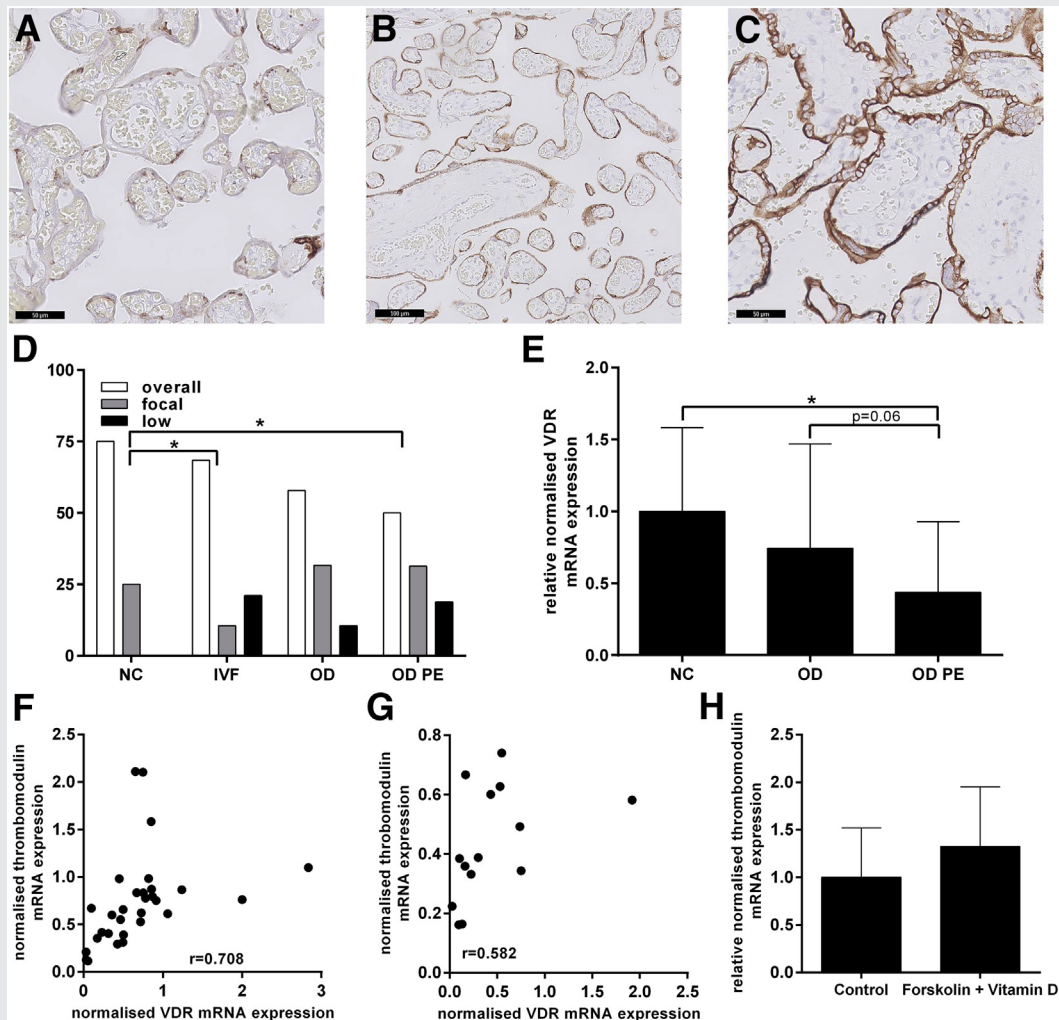 A
B
C
50 µm
100 µm
50 µm
D
100
75
50
25
0
overall
focal
low
*
*
NC
IVF
OD
OD PE
E
relative normalised VDR
mRNA expression
2.0
1.5
1.0
0.5
0.0
*
p=0.06
NC
OD
OD PE
F
normalised thrombomodulin
mRNA expression
2.5
2.0
1.5
1.0
0.5
0.0
r=0.708
0
1
2
3
normalised VDR mRNA expression
G
normalised throbomodulin
mRNA expression
0.8
0.6
0.4
0.2
0.0
r=0.582
0.0
0.5
1.0
1.5
2.0
2.5
normalised VDR mRNA expression
H
relative normalised thrombomodulin
mRNA expression
2.5
2.0
1.5
1.0
0.5
0.0
Control
Forskolin + Vitamin D